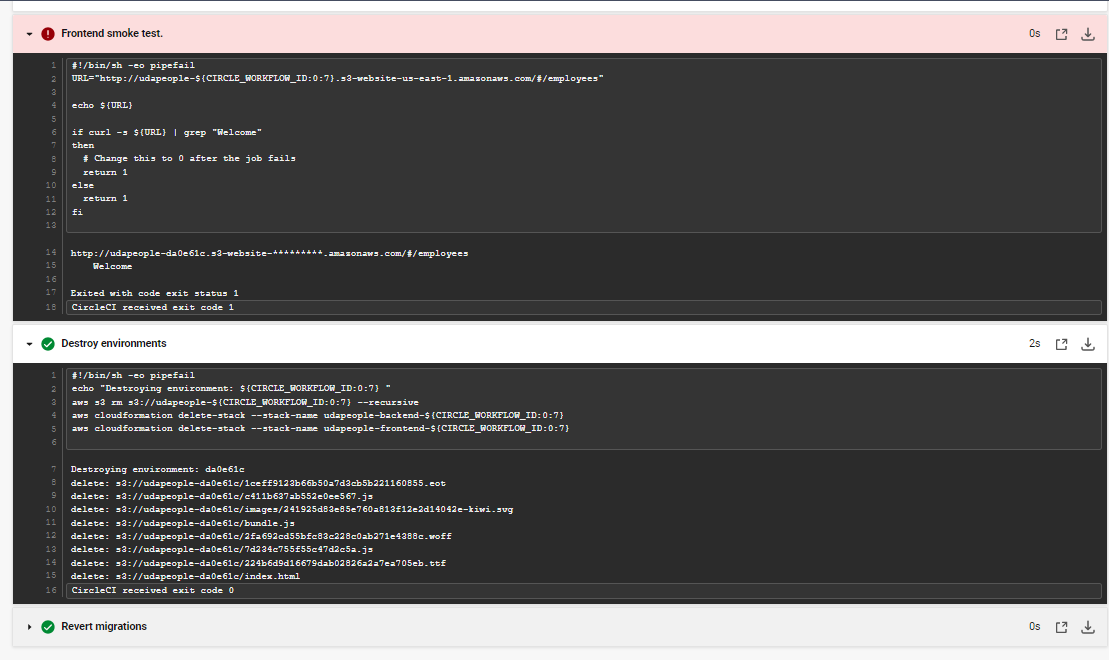 Frontend smoke test.
0s
1 #!/bin/sh -eo pipefail
2 URL="http://udapeople-${CIRCLE_WORKFLOW_ID:0:7}.s3-website-us-east-1.amazonaws.com/#/employees"
3
4 echo ${URL}
5
6 if curl -s ${URL} | grep "Welcome"
7 then
8 # Change this to 0 after the job fails
9 return 1
10 else
11 return 1
12 fi
13
14 http://udapeople-da0e61c.s3-website-*********.amazonaws.com/#/employees
15 Welcome
16
17 Exited with code exit status 1
18 CircleCI received exit code 1
Destroy environments
2s
1 #!/bin/sh -eo pipefail
2 echo "Destroying environment: ${CIRCLE_WORKFLOW_ID:0:7} "
3 aws s3 rm s3://udapeople-${CIRCLE_WORKFLOW_ID:0:7} --recursive
4 aws cloudformation delete-stack --stack-name udapeople-backend-${CIRCLE_WORKFLOW_ID:0:7}
5 aws cloudformation delete-stack --stack-name udapeople-frontend-${CIRCLE_WORKFLOW_ID:0:7}
6
7 Destroying environment: da0e61c
8 delete: s3://udapeople-da0e61c/1ceff9123b66b50a7d3cb5b221160855.eot
9 delete: s3://udapeople-da0e61c/c411b637ab552e0ee567.js
10 delete: s3://udapeople-da0e61c/images/241925d83e85e760a813f12e2d14042e-kiwi.svg
11 delete: s3://udapeople-da0e61c/bundle.js
12 delete: s3://udapeople-da0e61c/2fa692cd55bfc83c228c0ab271e4388c.woff
13 delete: s3://udapeople-da0e61c/7d234c755f55c47d2c5a.js
14 delete: s3://udapeople-da0e61c/224b6d9d16679dab02826a2a7ea705eb.ttf
15 delete: s3://udapeople-da0e61c/index.html
16 CircleCI received exit code 0
Revert migrations
0s